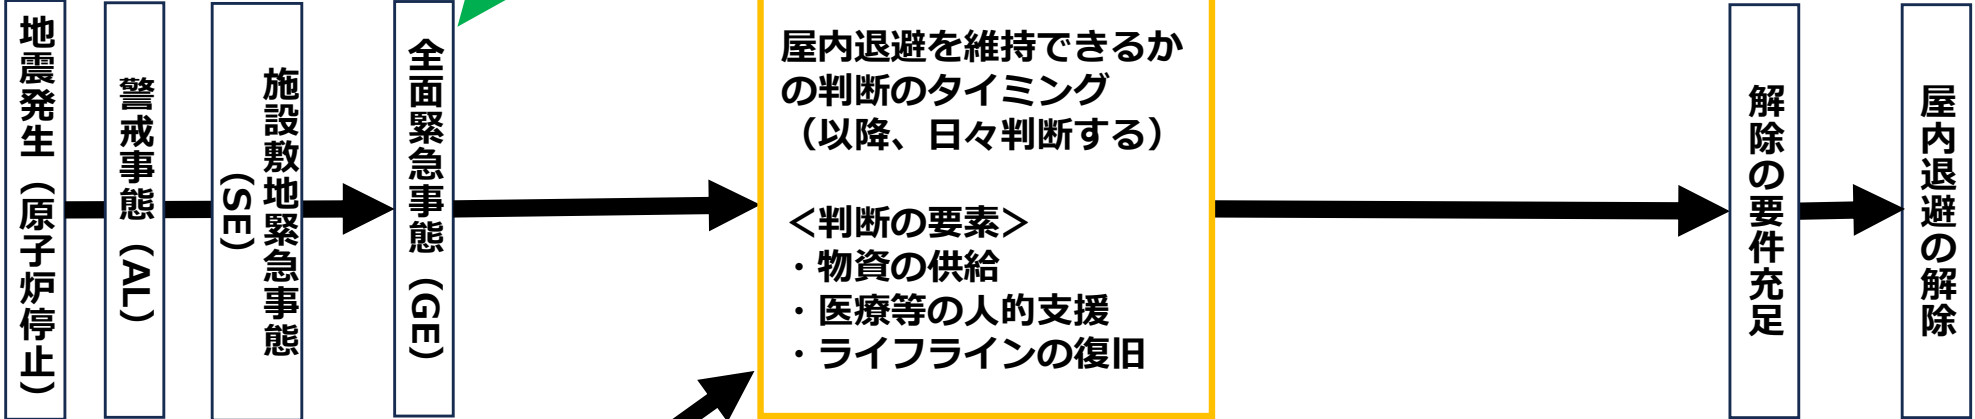 地震発生（原子炉停止）
警戒事態（AL）
施設敷地緊急事態
（SE）
全面緊急事態（GE）
屋内退避を維持できるか
の判断のタイミング
（以降、日々判断する）
＜判断の要素＞
・物資の供給
・医療等の人的支援
・ライフラインの復旧
解除の要件充足
屋内退避の解除